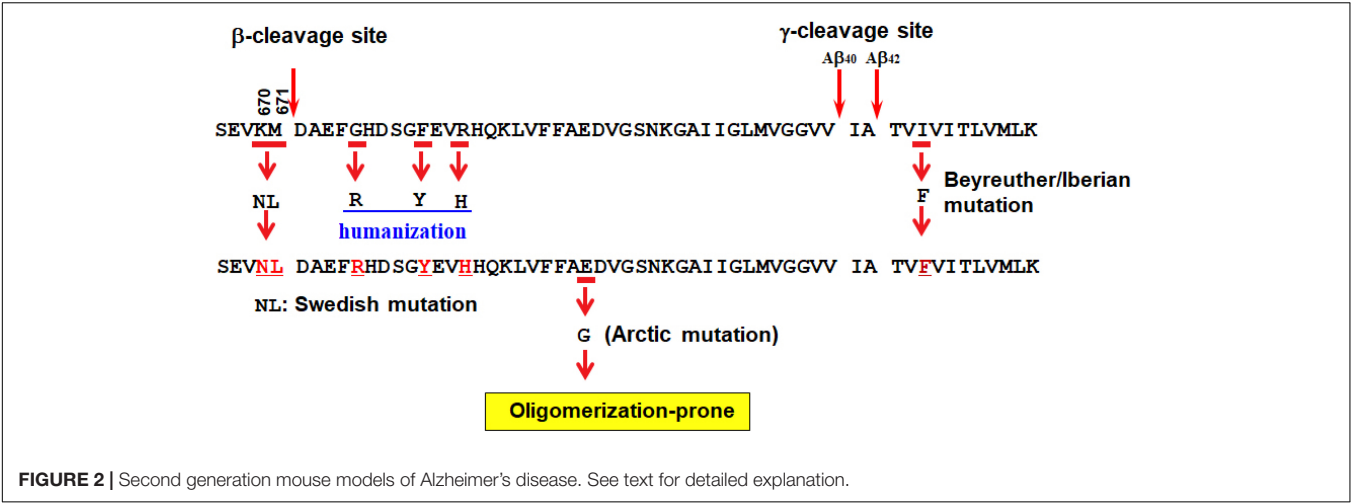 β-cleavage site
γ-cleavage site
Aβ40 Aβ42
670
671
SEVKM DAEFGHDSGFEVRHQKLVFFAEDVGSNKGAIIGLMVGGVV IA TVIVITLVMLK
NL R Y H F Beyreuther/Iberian
mutation
humanization
SEVNL DAEFRHDSGYEVHHQKLVFFAEDVGSNKGAIIGLMVGGVV IA TVFVITLVMLK
NL: Swedish mutation
G (Arctic mutation)
Oligomerization-prone
FIGURE 2 | Second generation mouse models of Alzheimer's disease. See text for detailed explanation.